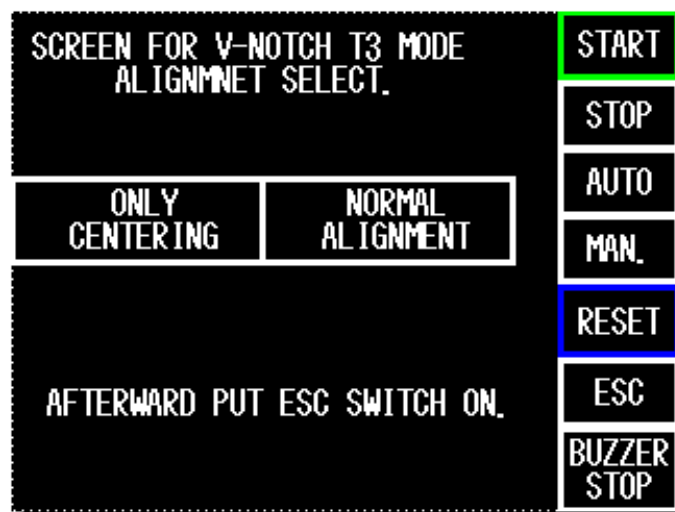 SCREEN FOR V-NOTCH T3 MODE
ALIGNMNET SELECT.
ONLY
CENTERING
NORMAL
ALIGNMENT
AFTERWARD PUT ESC SWITCH ON.
START
STOP
AUTO
MAN.
RESET
ESC
BUZZER
STOP